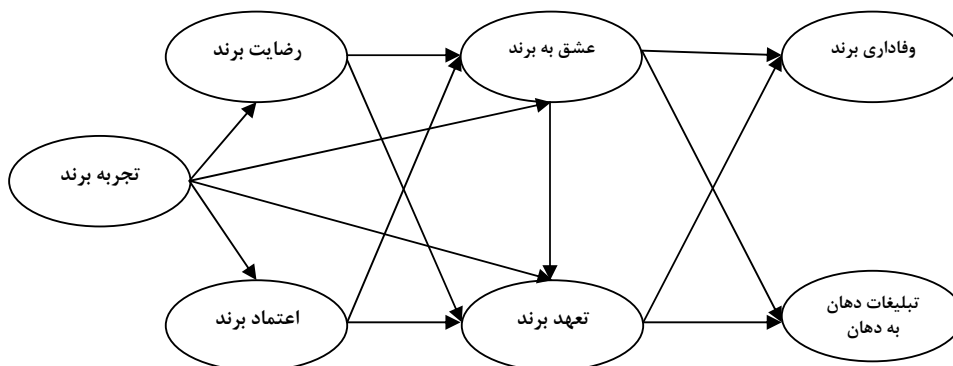 وفاداری برند
عشق به برند
رضایت برند
تجربه برند
تبلیغات دهان
به دهان
تعهد برند
اعتماد برند